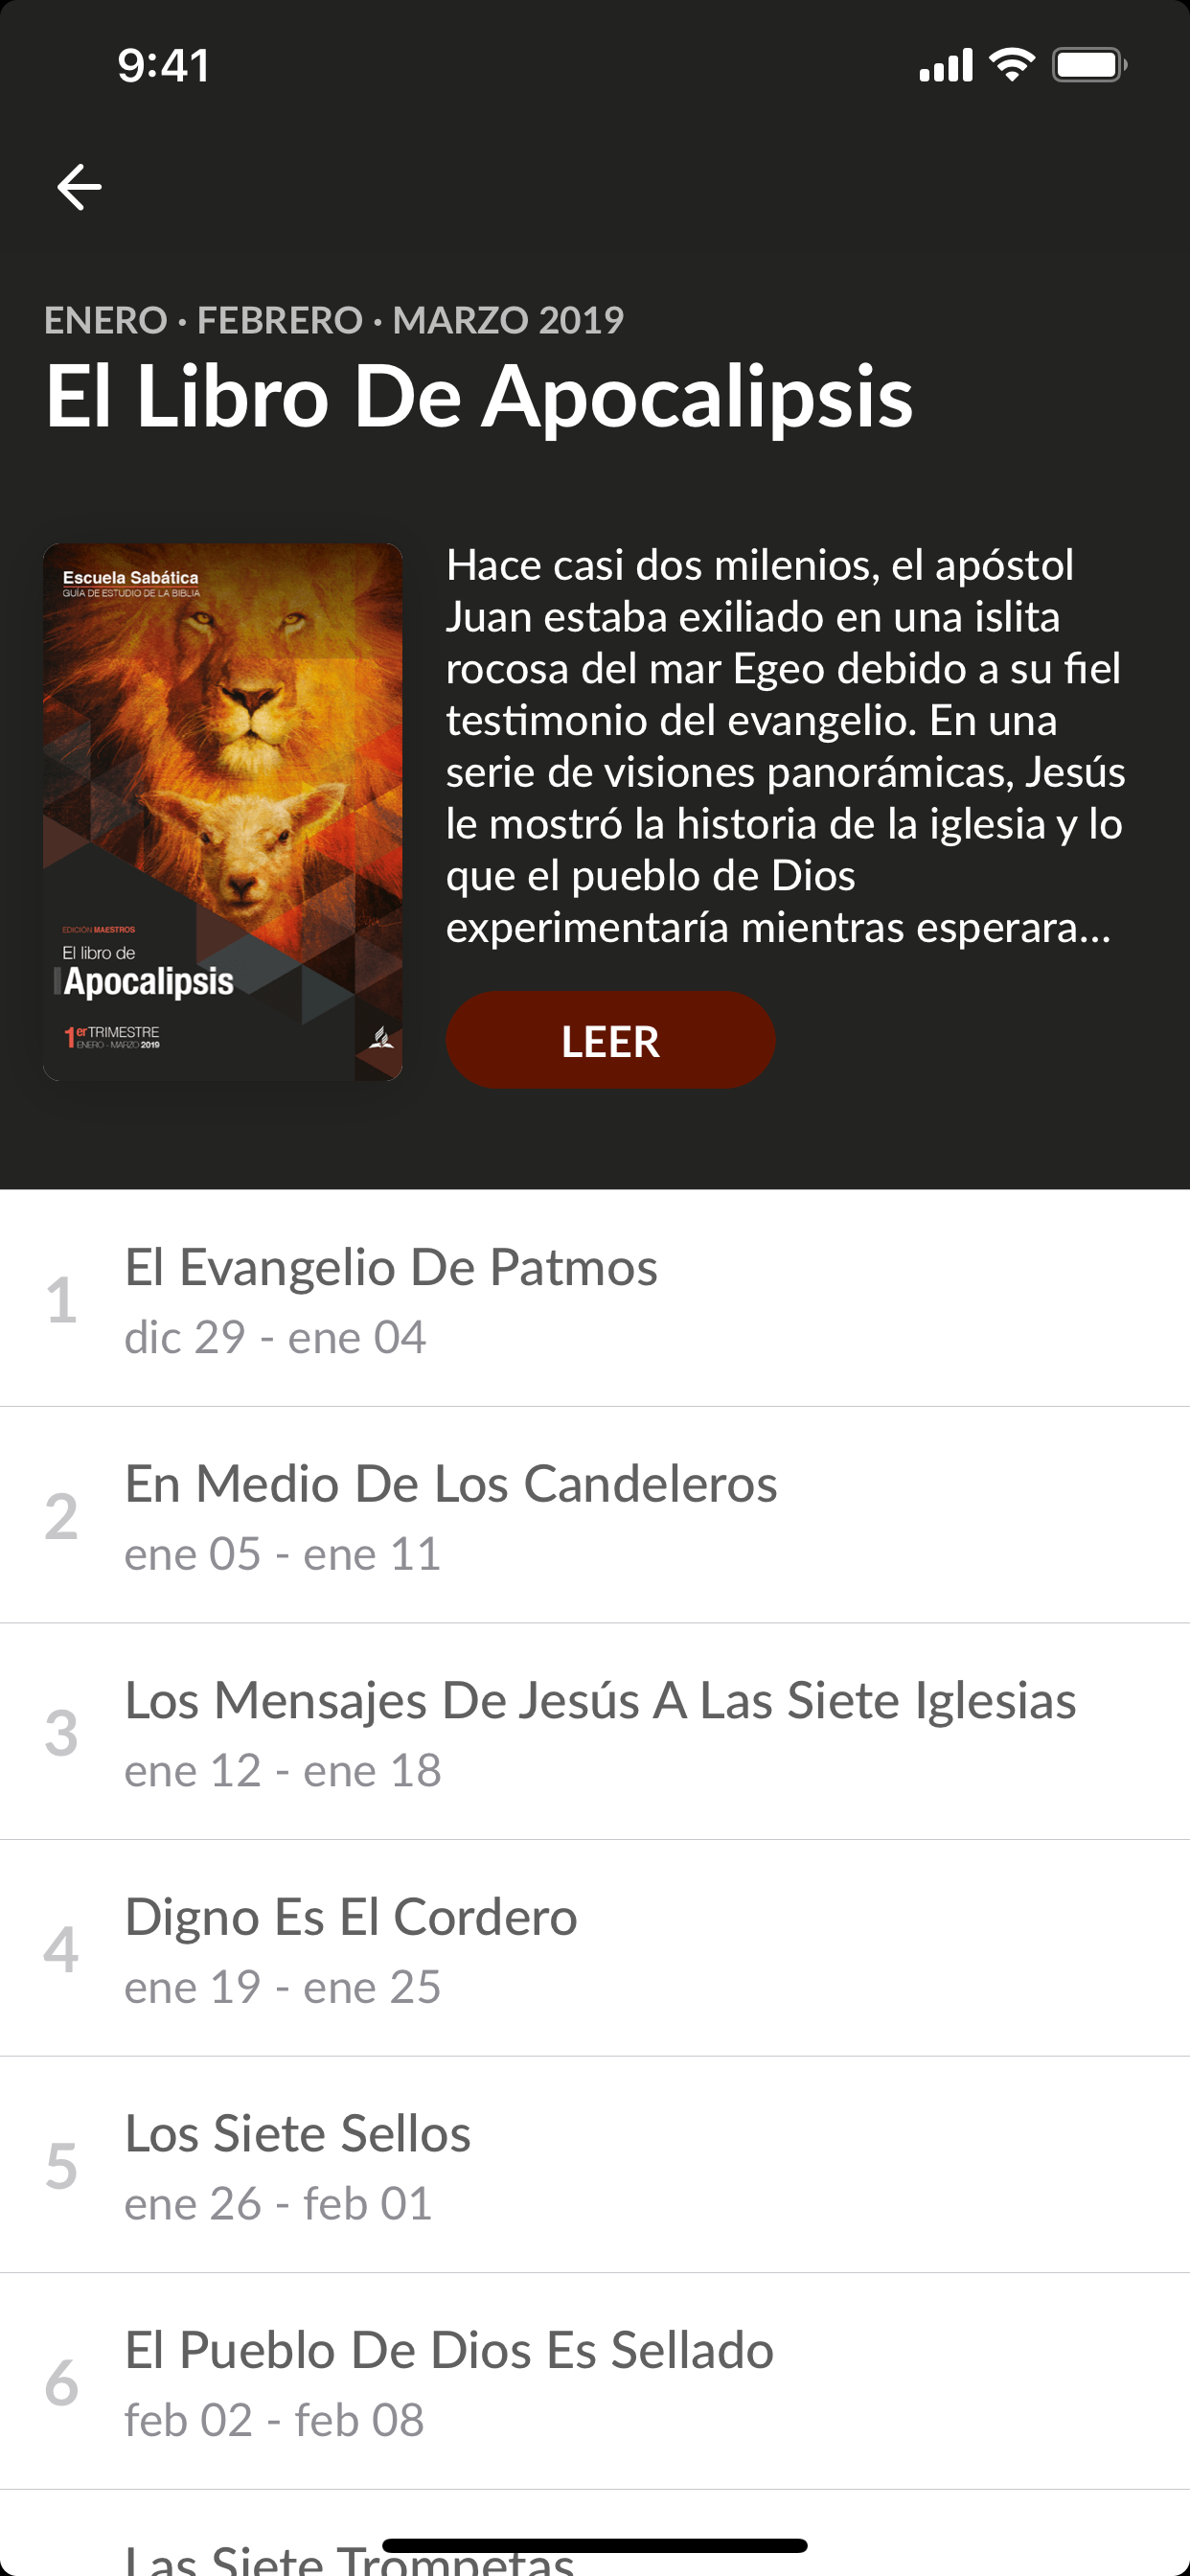 9:41
ENERO · FEBRERO · MARZO 2019
El Libro De Apocalipsis
Escuela Sabática
GUÍA DE ESTUDIO DE LA BIBLIA
EDICIÓN MAESTROS
El libro de
Apocalipsis
1er TRIMESTRE
ENERO - MARZO 2019
Hace casi dos milenios, el apóstol
Juan estaba exiliado en una islita
rocosa del mar Egeo debido a su fiel
testimonio del evangelio. En una
serie de visiones panorámicas, Jesús
le mostró la historia de la iglesia y lo
que el pueblo de Dios
experimentaría mientras esperara...
LEER
1
El Evangelio De Patmos
dic 29 - ene 04
2
En Medio De Los Candeleros
ene 05 - ene 11
3
Los Mensajes De Jesús A Las Siete Iglesias
ene 12 - ene 18
4
Digno Es El Cordero
ene 19 - ene 25
5
Los Siete Sellos
ene 26 - feb 01
6
El Pueblo De Dios Es Sellado
feb 02 - feb 08
Las Siete Trompetas